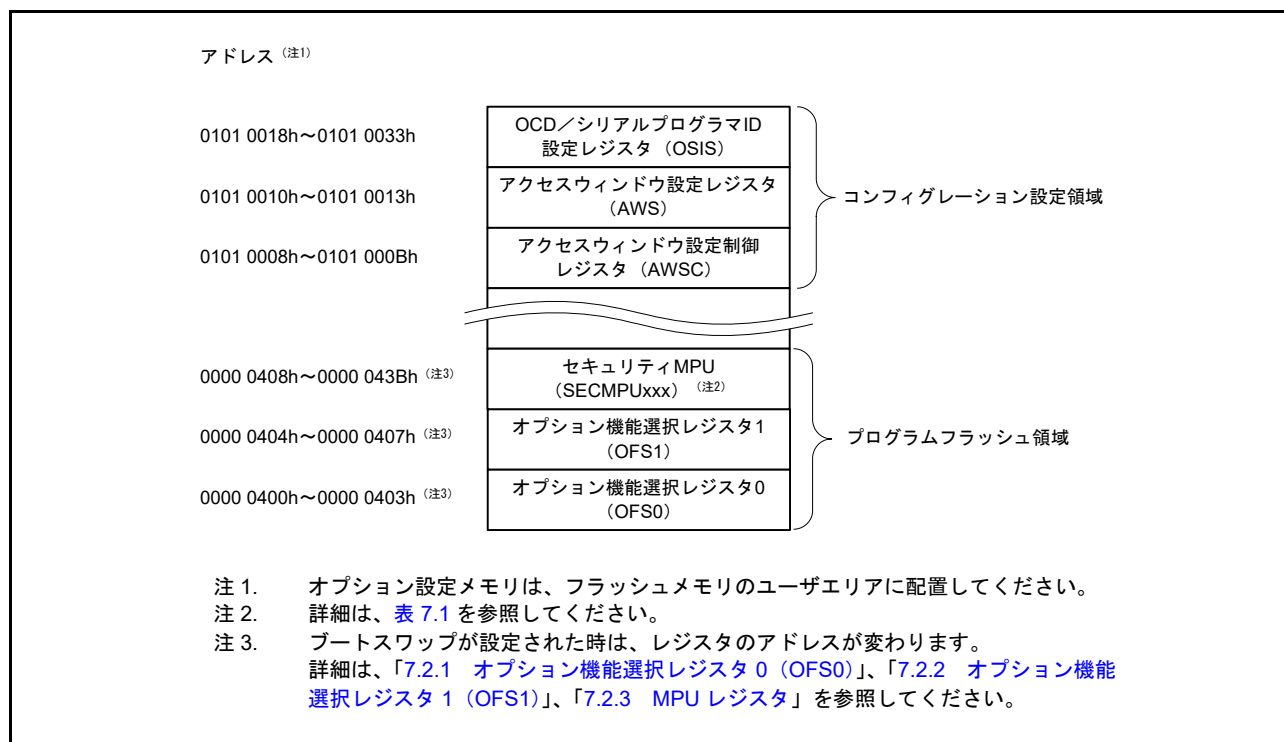 アドレス（注1）
0101 0018h～0101 0033h
OCD／シリアルプログラマID
設定レジスタ（OSIS）
0101 0010h～0101 0013h
アクセスウィンドウ設定レジスタ
（AWS）
コンフィグレーション設定領域
0101 0008h～0101 000Bh
アクセスウィンドウ設定制御
レジスタ（AWSC）
0000 0408h～0000 043Bh（注3）
セキュリティMPU
（SECMPUxxx）（注2）
0000 0404h～0000 0407h（注3）
オプション機能選択レジスタ1
（OFS1）
プログラムフラッシュ領域
0000 0400h～0000 0403h（注3）
オプション機能選択レジスタ0
（OFS0）
注 1. オプション設定メモリは、フラッシュメモリのユーザエリアに配置してください。
注 2. 詳細は、表 7.1 を参照してください。
注 3. ブートスワップが設定された時は、レジスタのアドレスが変わります。
詳細は、「7.2.1 オプション機能選択レジスタ 0（OFS0）」、「7.2.2 オプション機能
選択レジスタ 1（OFS1）」、「7.2.3 MPU レジスタ」を参照してください。